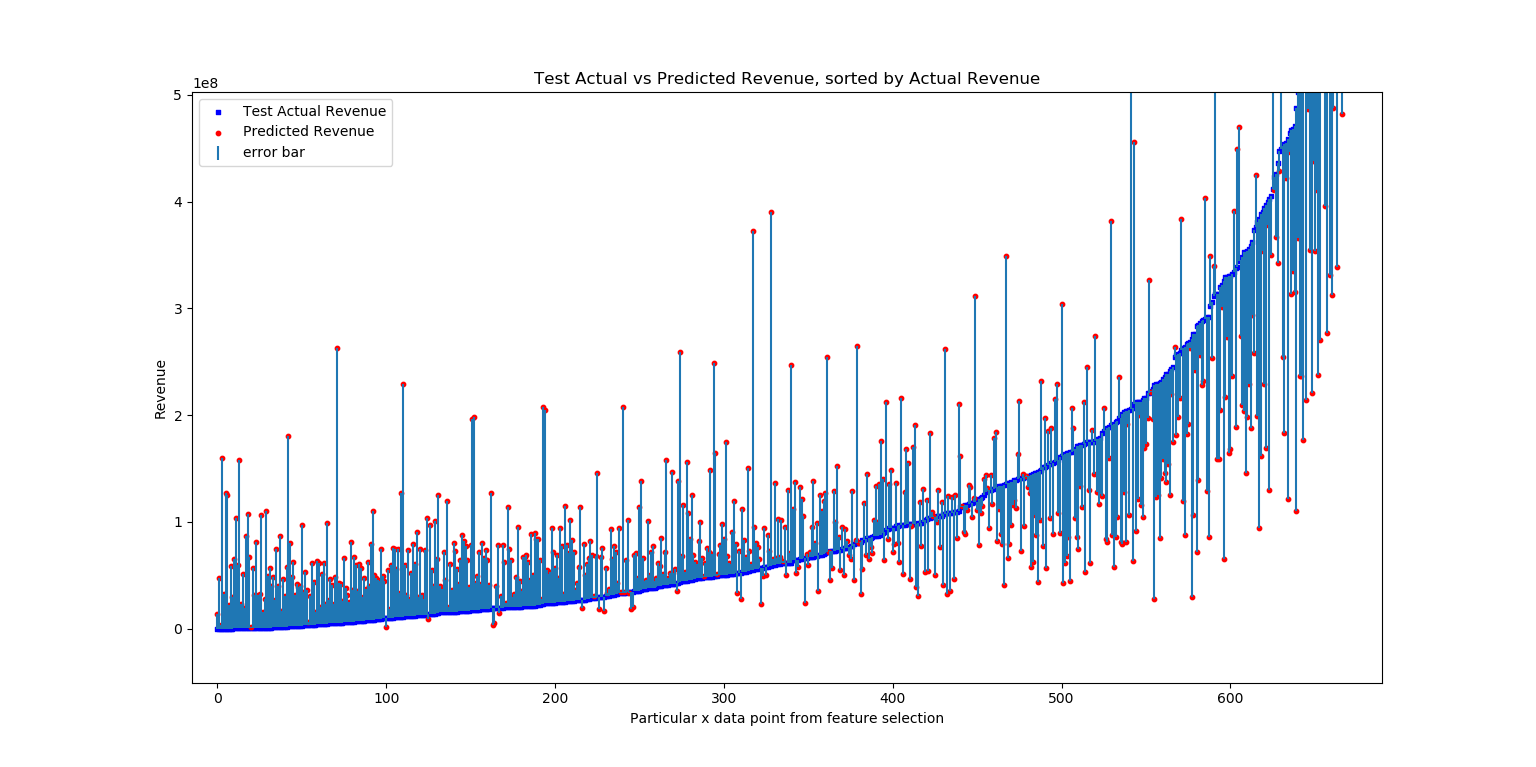 Test Actual vs Predicted Revenue, sorted by Actual Revenue
1e8
5
4
3
2
1
0
Revenue
Test Actual Revenue
Predicted Revenue
error bar
0 100 200 300 400 500 600
Particular x data point from feature selection